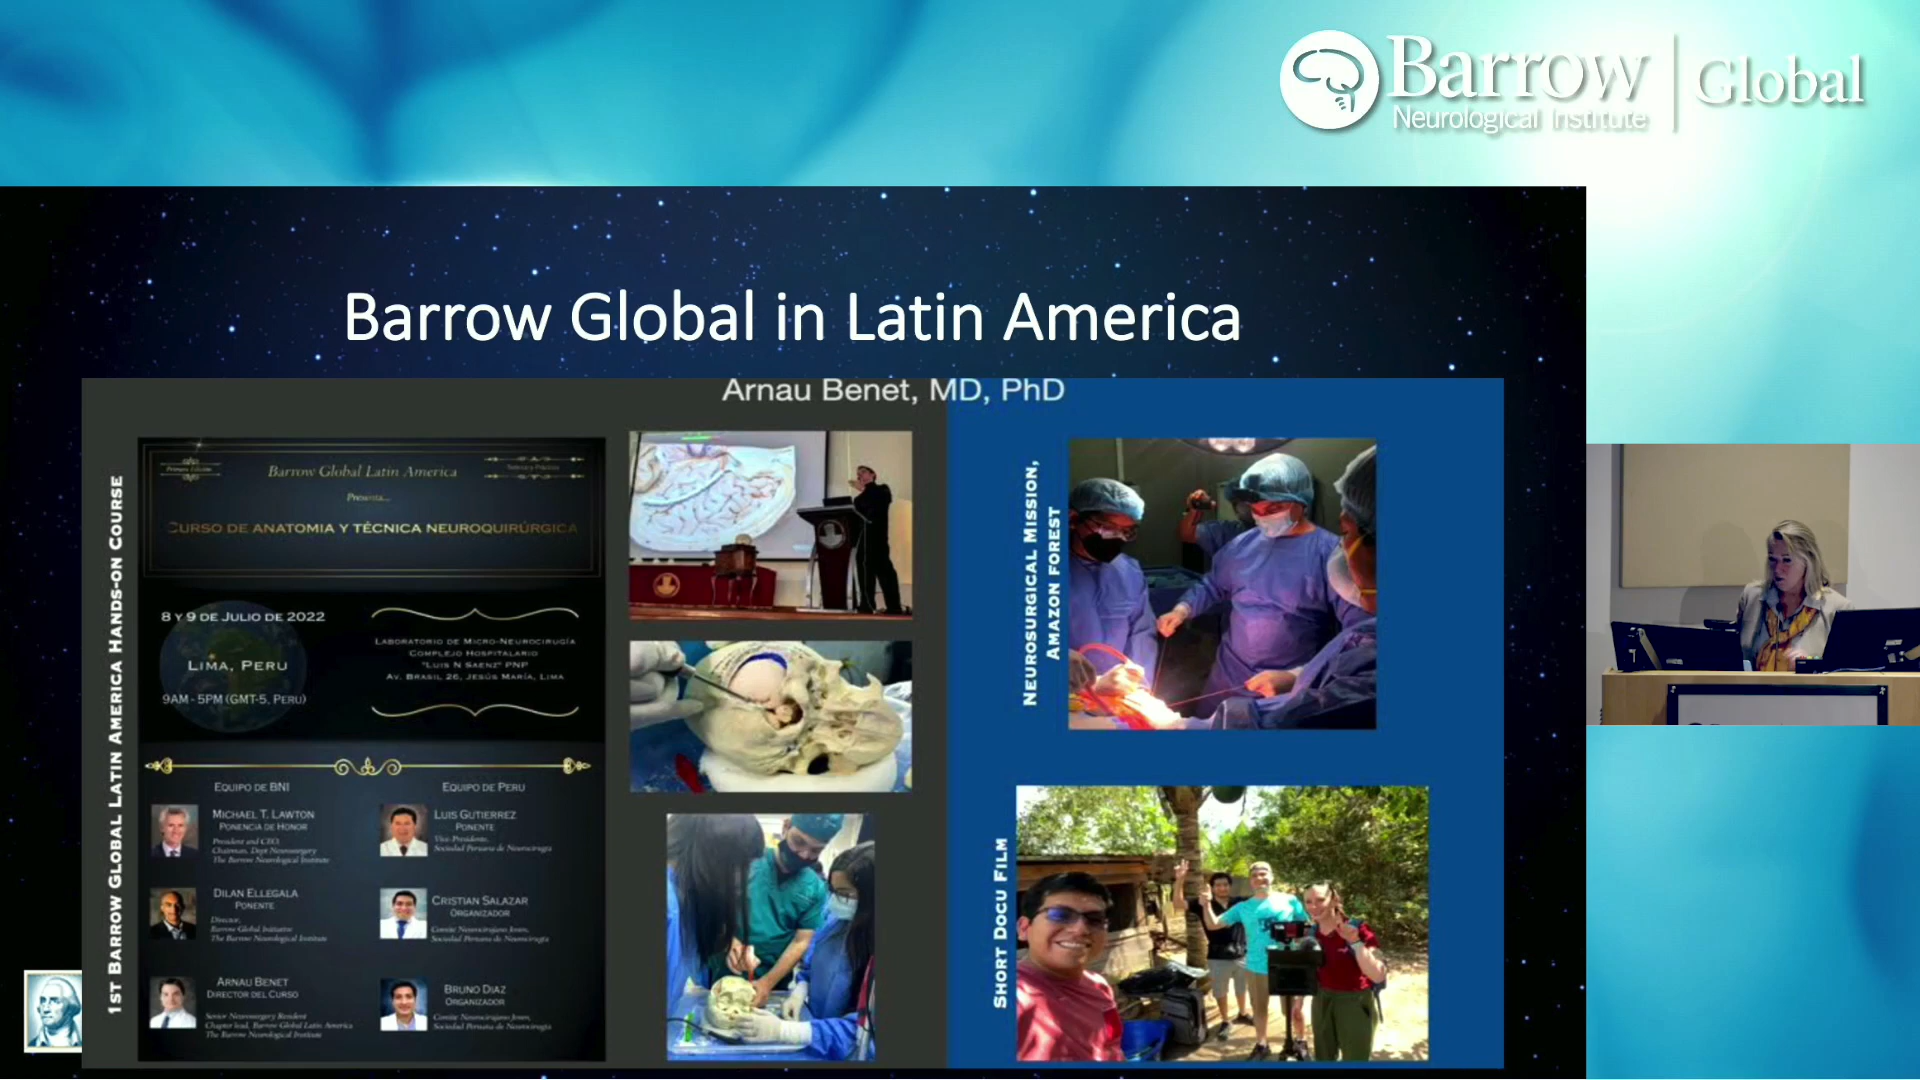 Barrow
Neurological Institute
Global
Barrow Global in Latin America
Arnau Benet, MD, PhD
1st Barrow Global Latin America Hands-on Course
Primera Edición
Barrow Global Latin America
Presenta...
Curso de Anatomia y Técnica Neuroquirúrgica
8 y 9 de Julio de 2022
Lima, Peru
9AM - 5PM (GMT-5, Peru)
Laboratorio de Micro-Neurocirugía
Complejo Hospitalario
"Luis N Saenz" PNP
Av. Brasil 26, Jesús María, Lima
Equipo de BNI
Michael T. Lawton
Ponencia de Honor
President and CEO,
Chairman, Dept Neurosurgery
The Barrow Neurological Institute
Dilan Ellegala
Ponente
Director,
Barrow Global Initiative
The Barrow Neurological Institute
Arnau Benet
Director del Curso
Senior Neurosurgery Resident
Chapter lead, Barrow Global Latin America
The Barrow Neurological Institute
Equipo de Peru
Luis Gutierrez
Ponente
Vice-Presidente,
Sociedad Peruana de Neurocirugía
Cristian Salazar
Organizador
Comite Neurocirujano Joven,
Sociedad Peruana de Neurocirugía
Bruno Diaz
Organizador
Comite Neurocirujano Joven,
Sociedad Peruana de Neurocirugía
Neurosurgical Mission,
Amazon forest
Short Docu Film